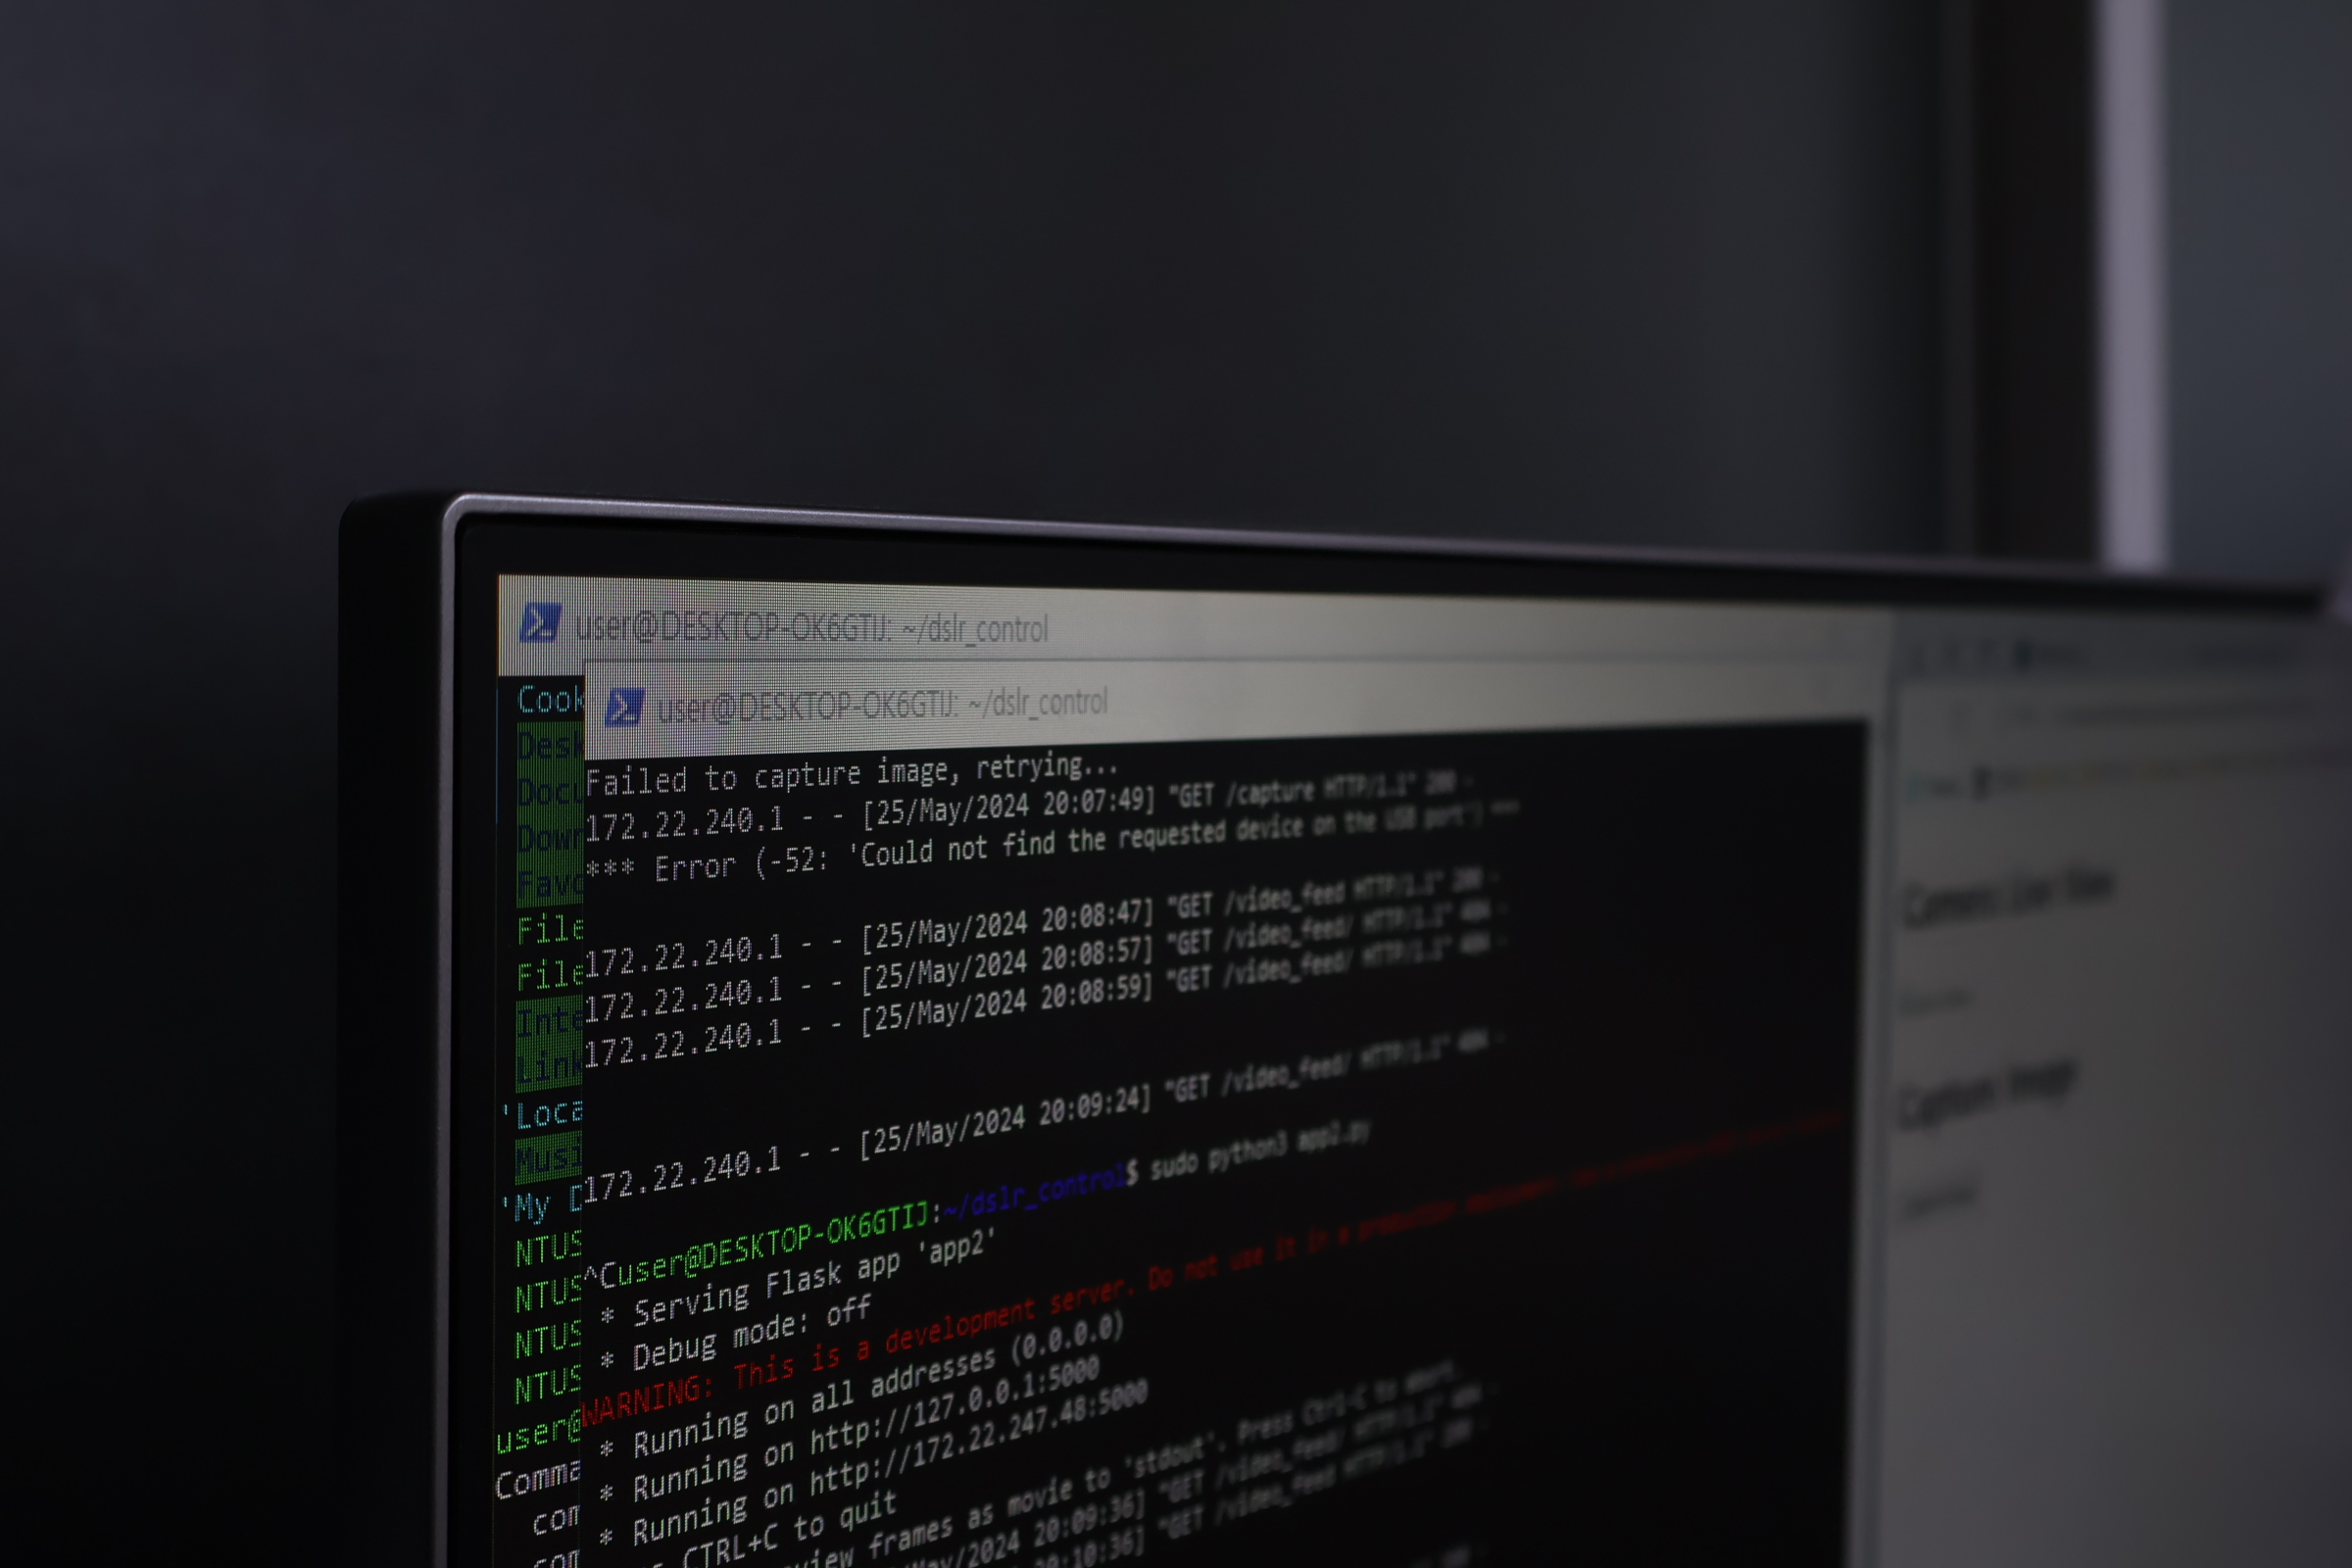 user@DESKTOP-OK6GTIJ: ~/dslr_control
user@DESKTOP-OK6GTIJ: ~/dslr_control
Cook
Desk
Docu
Down
Favo
File
File
Inte
Link
'Loca
Musi
'My D
NTUS
NTUS
NTUS
NTUS
user@
Comma
com
com
Failed to capture image, retrying...
172.22.240.1 - - [25/May/2024 20:07:49] "GET /capture HTTP/1.1" 200 -
*** Error (-52: 'Could not find the requested device on the USB port') ***
172.22.240.1 - - [25/May/2024 20:08:47] "GET /video_feed HTTP/1.1" 200 -
172.22.240.1 - - [25/May/2024 20:08:57] "GET /video_feed/ HTTP/1.1" 404 -
172.22.240.1 - - [25/May/2024 20:08:59] "GET /video_feed/ HTTP/1.1" 404 -
172.22.240.1 - - [25/May/2024 20:09:24] "GET /video_feed/ HTTP/1.1" 404 -
^Cuser@DESKTOP-OK6GTIJ:~/dslr_control$ sudo python3 app2.py
* Serving Flask app 'app2'
* Debug mode: off
WARNING: This is a development server. Do not use it in a production
* Running on all addresses (0.0.0.0)
* Running on http://127.0.0.1:5000
* Running on http://172.22.247.48:5000
CTRL+C to quit
frames as movie to 'stdout'. Press Ctrl-C to abort.
/May/2024 20:09:36] "GET /video_feed/ HTTP/1.1" 404 -
20:10:36] "GET /video_feed HTTP/1.1" 200 -
Camera Live View
Capture Image